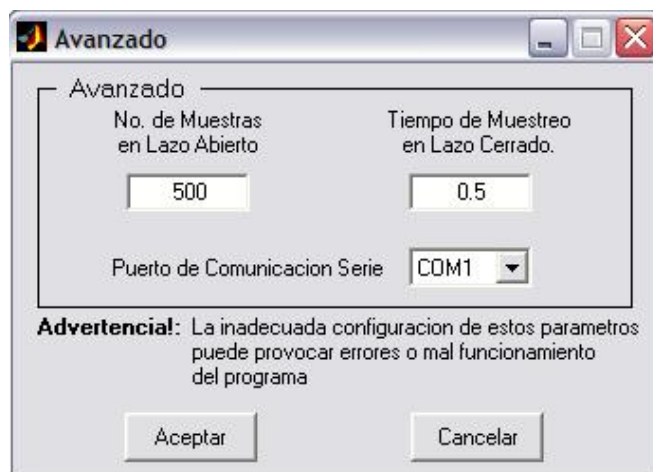 Avanzado
Avanzado
No. de Muestras
en Lazo Abierto
Tiempo de Muestreo
en Lazo Cerrado.
500
0.5
Puerto de Comunicacion Serie
COM1
Advertencia!: La inadecuada configuracion de estos parametros
puede provocar errores o mal funcionamiento
del programa
Aceptar
Cancelar